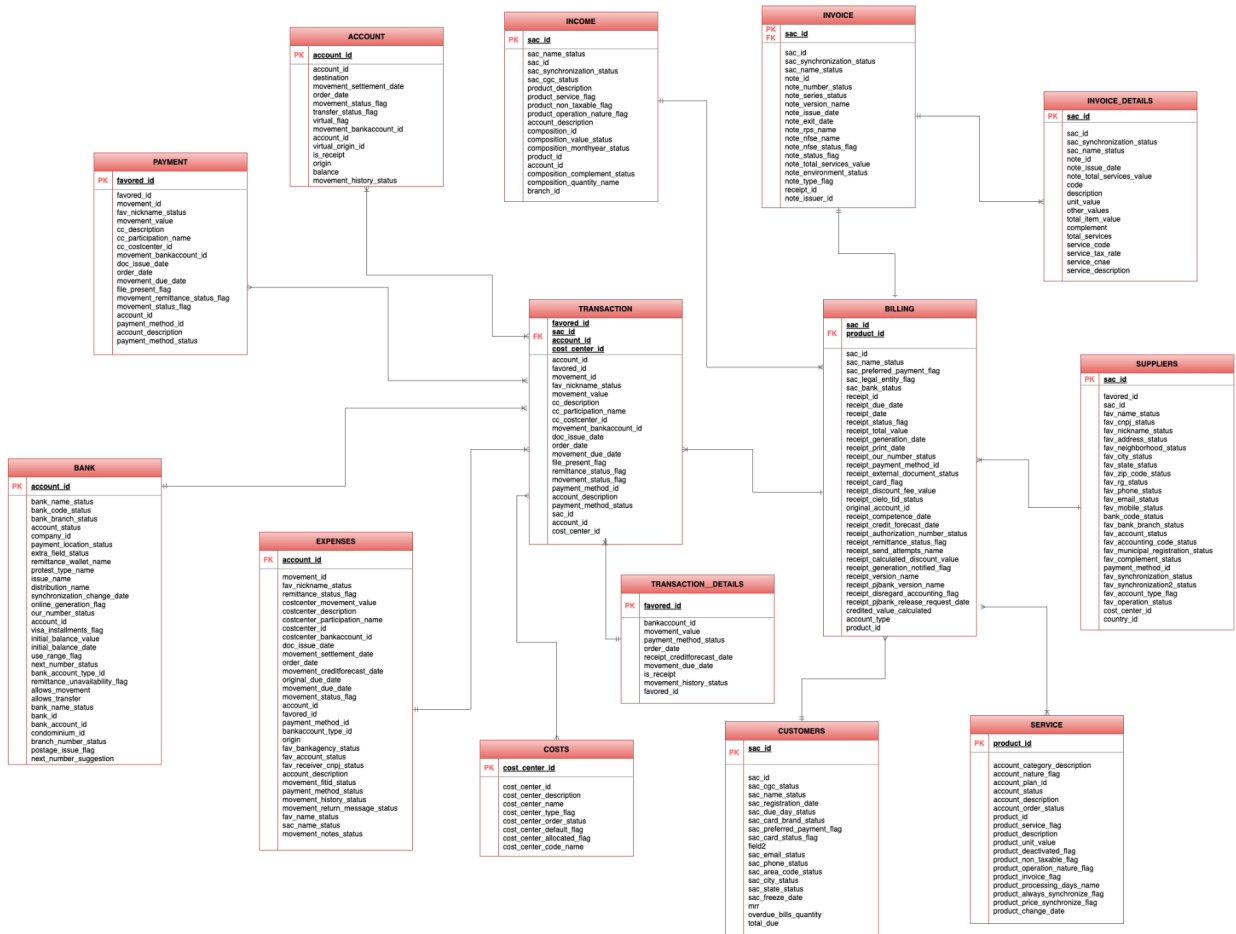 ACCOUNT
PK
account_id
account_id
destination
movement_settlement_date
order_date
movement_status_flag
transfer_status_flag
virtual_flag
movement_bankaccount_id
account_id
virtual_origin_id
is_receipt
origin
balance
movement_history_status
INCOME
PK
sac_id
sac_name_status
sac_id
sac_synchronization_status
sac_cgc_status
product_description
product_service_flag
product_non_taxable_flag
product_operation_nature_flag
account_description
composition_id
composition_value_status
composition_monthyear_status
product_id
account_id
composition_complement_status
composition_quantity_name
branch_id
INVOICE
PK
FK
sac_id
sac_id
sac_synchronization_status
sac_name_status
note_id
note_number_status
note_series_status
note_version_name
note_issue_date
note_exit_date
note_rps_name
note_nfse_name
note_nfse_status_flag
note_status_flag
note_total_services_value
note_environment_status
note_type_flag
receipt_id
note_issuer_id
INVOICE_DETAILS
PK
sac_id
sac_id
sac_synchronization_status
sac_name_status
note_id
note_issue_date
note_total_services_value
code
description
unit_value
other_values
total_item_value
complement
total_services
service_code
service_tax_rate
service_cnae
service_description
PAYMENT
PK
favored_id
favored_id
movement_id
fav_nickname_status
movement_value
cc_description
cc_participation_name
cc_costcenter_id
movement_bankaccount_id
doc_issue_date
order_date
movement_due_date
file_present_flag
movement_remittance_status_flag
movement_status_flag
account_id
payment_method_id
account_description
payment_method_status
TRANSACTION
FK
favored_id
sac_id
account_id
cost_center_id
account_id
favored_id
movement_id
fav_nickname_status
movement_value
cc_description
cc_participation_name
cc_costcenter_id
movement_bankaccount_id
doc_issue_date
order_date
movement_due_date
file_present_flag
remittance_status_flag
movement_status_flag
payment_method_id
account_description
payment_method_status
sac_id
account_id
cost_center_id
BILLING
FK
sac_id
product_id
sac_id
sac_name_status
sac_preferred_payment_flag
sac_legal_entity_flag
sac_bank_status
receipt_id
receipt_due_date
receipt_date
receipt_status_flag
receipt_total_value
receipt_generation_date
receipt_print_date
receipt_our_number_status
receipt_payment_method_id
receipt_external_document_status
receipt_card_flag
receipt_discount_fee_value
receipt_cielo_tid_status
original_account_id
receipt_competence_date
receipt_credit_forecast_date
receipt_authorization_number_status
receipt_remittance_status_flag
receipt_send_attempts_name
receipt_calculated_discount_value
receipt_generation_notified_flag
receipt_version_name
receipt_pjbank_version_name
receipt_disregard_accounting_flag
receipt_pjbank_release_request_date
credited_value_calculated
account_type
product_id
SUPPLIERS
PK
sac_id
favored_id
sac_id
fav_name_status
fav_cnpj_status
fav_nickname_status
fav_address_status
fav_neighborhood_status
fav_city_status
fav_state_status
fav_zip_code_status
fav_rg_status
fav_phone_status
fav_email_status
fav_mobile_status
bank_code_status
fav_bank_branch_status
fav_account_status
fav_accounting_code_status
fav_municipal_registration_status
fav_complement_status
payment_method_id
fav_synchronization_status
fav_synchronization2_status
fav_account_type_flag
fav_operation_status
cost_center_id
country_id
BANK
PK
account_id
bank_name_status
bank_code_status
bank_branch_status
account_status
company_id
payment_location_status
extra_field_status
remittance_wallet_name
protest_type_name
issue_name
distribution_name
synchronization_change_date
online_generation_flag
our_number_status
account_id
visa_installments_flag
initial_balance_value
initial_balance_date
use_range_flag
next_number_status
bank_account_type_id
remittance_unavailability_flag
allows_movement
allows_transfer
bank_name_status
bank_id
bank_account_id
condominium_id
branch_number_status
postage_issue_flag
next_number_suggestion
EXPENSES
FK
account_id
movement_id
fav_nickname_status
remittance_status_flag
costcenter_movement_value
costcenter_description
costcenter_participation_name
costcenter_id
costcenter_bankaccount_id
doc_issue_date
movement_settlement_date
order_date
movement_creditforecast_date
original_due_date
movement_due_date
movement_status_flag
account_id
favored_id
payment_method_id
bankaccount_type_id
origin
fav_bankagency_status
fav_account_status
fav_receiver_cnpj_status
account_description
movement_fitid_status
payment_method_status
movement_history_status
movement_return_message_status
fav_name_status
sac_name_status
movement_notes_status
TRANSACTION__DETAILS
PK
favored_id
bankaccount_id
movement_value
payment_method_status
order_date
receipt_creditforecast_date
movement_due_date
is_receipt
movement_history_status
favored_id
COSTS
PK
cost_center_id
cost_center_id
cost_center_description
cost_center_name
cost_center_type_flag
cost_center_order_status
cost_center_default_flag
cost_center_allocated_flag
cost_center_code_name
CUSTOMERS
PK
sac_id
sac_id
sac_cgc_status
sac_name_status
sac_registration_date
sac_due_day_status
sac_card_brand_status
sac_preferred_payment_flag
sac_card_status_flag
field2
sac_email_status
sac_phone_status
sac_area_code_status
sac_city_status
sac_state_status
sac_freeze_date
mrr
overdue_bills_quantity
total_due
SERVICE
PK
product_id
account_category_description
account_nature_flag
account_plan_id
account_status
account_description
account_order_status
product_id
product_service_flag
product_description
product_unit_value
product_deactivated_flag
product_non_taxable_flag
product_operation_nature_flag
product_invoice_flag
product_processing_days_name
product_always_synchronize_flag
product_price_synchronize_flag
product_change_date